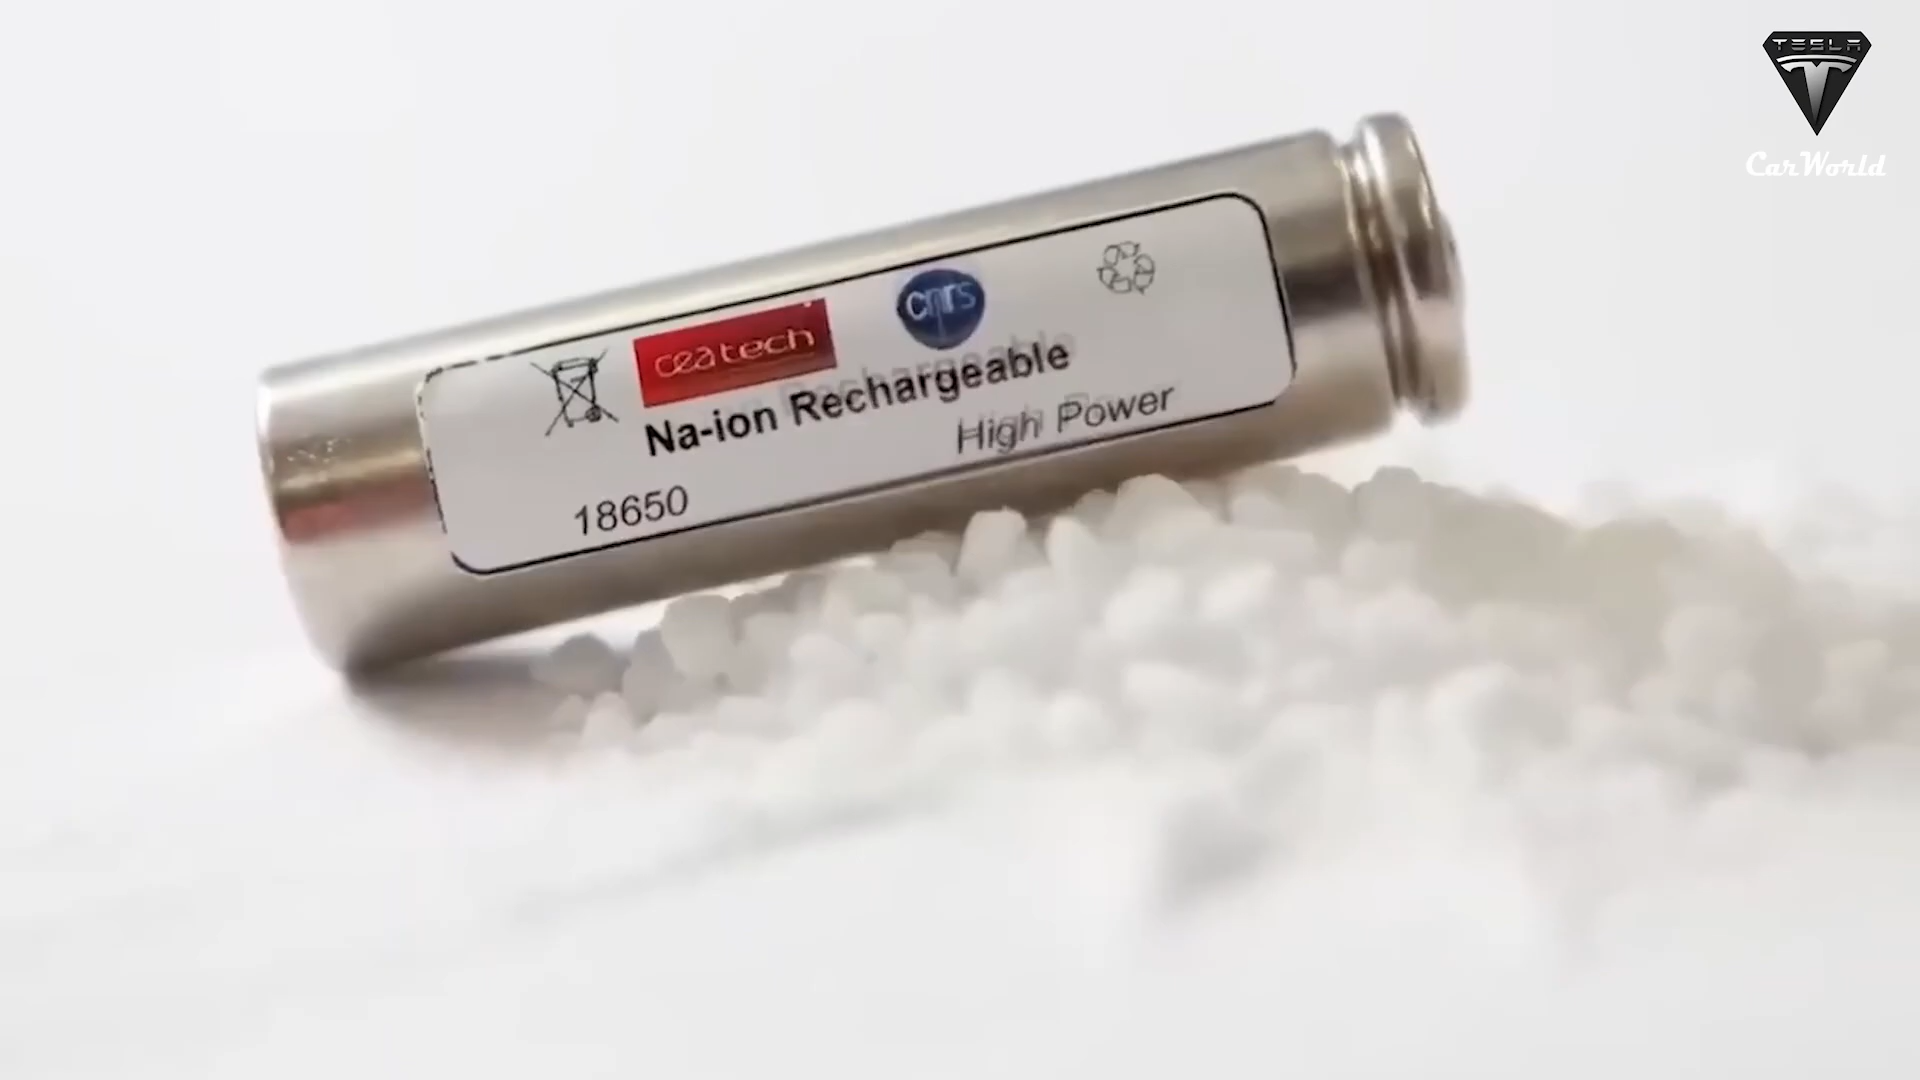 TESLA
CarWorld
cea tech
cnrs
Na-ion Rechargeable
High Power
18650